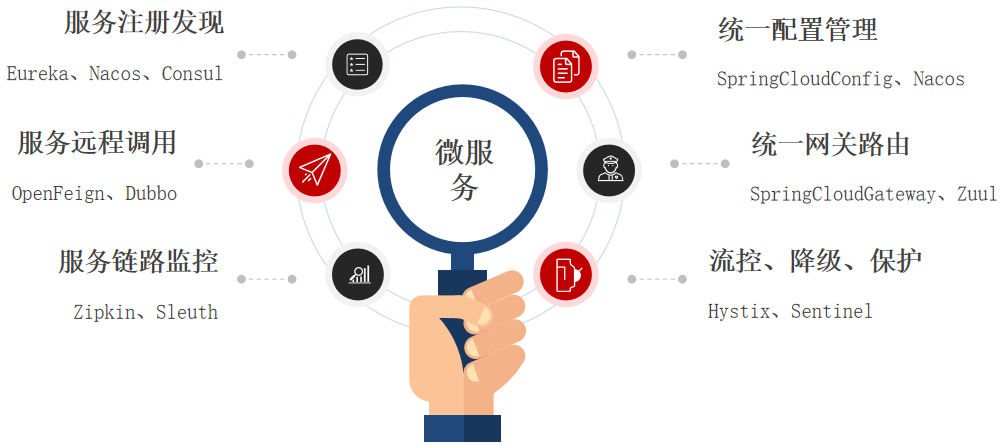 服务注册发现
Eureka、Nacos、Consul
服务远程调用
OpenFeign、Dubbo
服务链路监控
Zipkin、Sleuth
微服
务
统一配置管理
SpringCloudConfig、Nacos
统一网关路由
SpringCloudGateway、Zuul
流控、降级、保护
Hystix、Sentinel